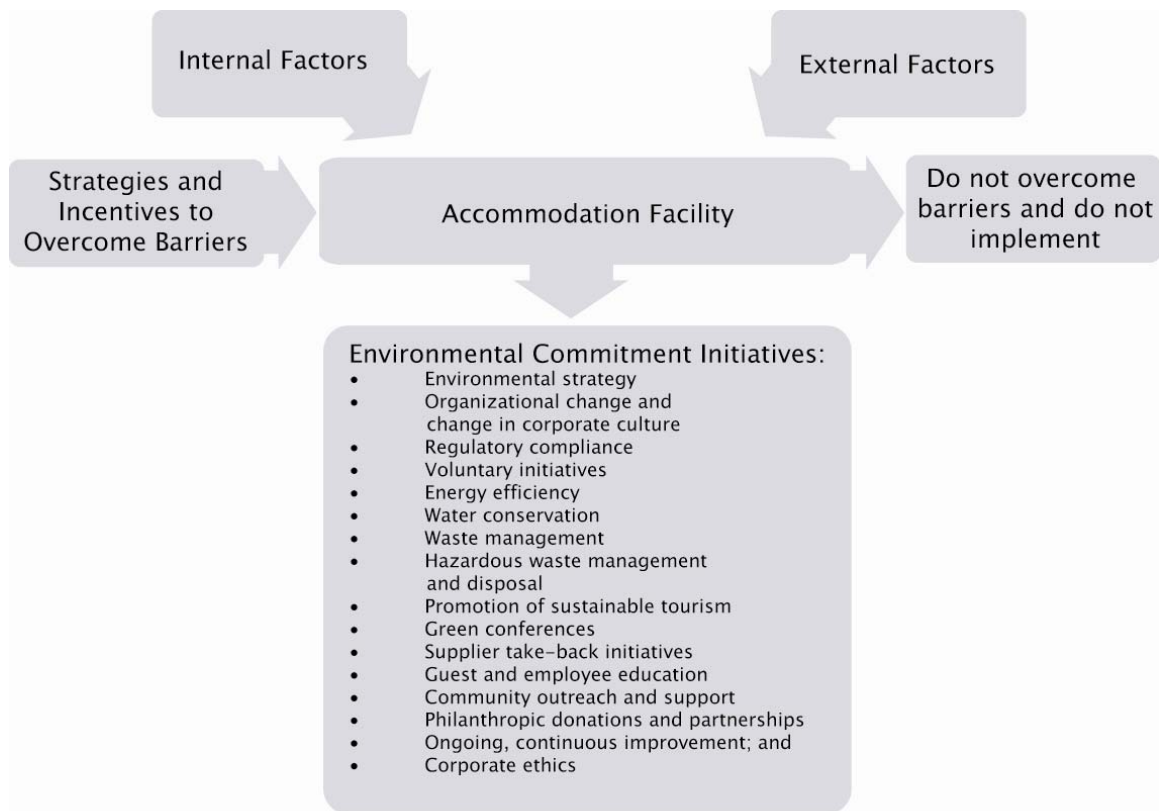 Internal Factors
External Factors
Strategies and
Incentives to
Overcome Barriers
Accommodation Facility
Do not overcome
barriers and do not
implement
Environmental Commitment Initiatives:
• Environmental strategy
• Organizational change and
change in corporate culture
• Regulatory compliance
• Voluntary initiatives
• Energy efficiency
• Water conservation
• Waste management
• Hazardous waste management
and disposal
• Promotion of sustainable tourism
• Green conferences
• Supplier take-back initiatives
• Guest and employee education
• Community outreach and support
• Philanthropic donations and partnerships
• Ongoing, continuous improvement; and
• Corporate ethics